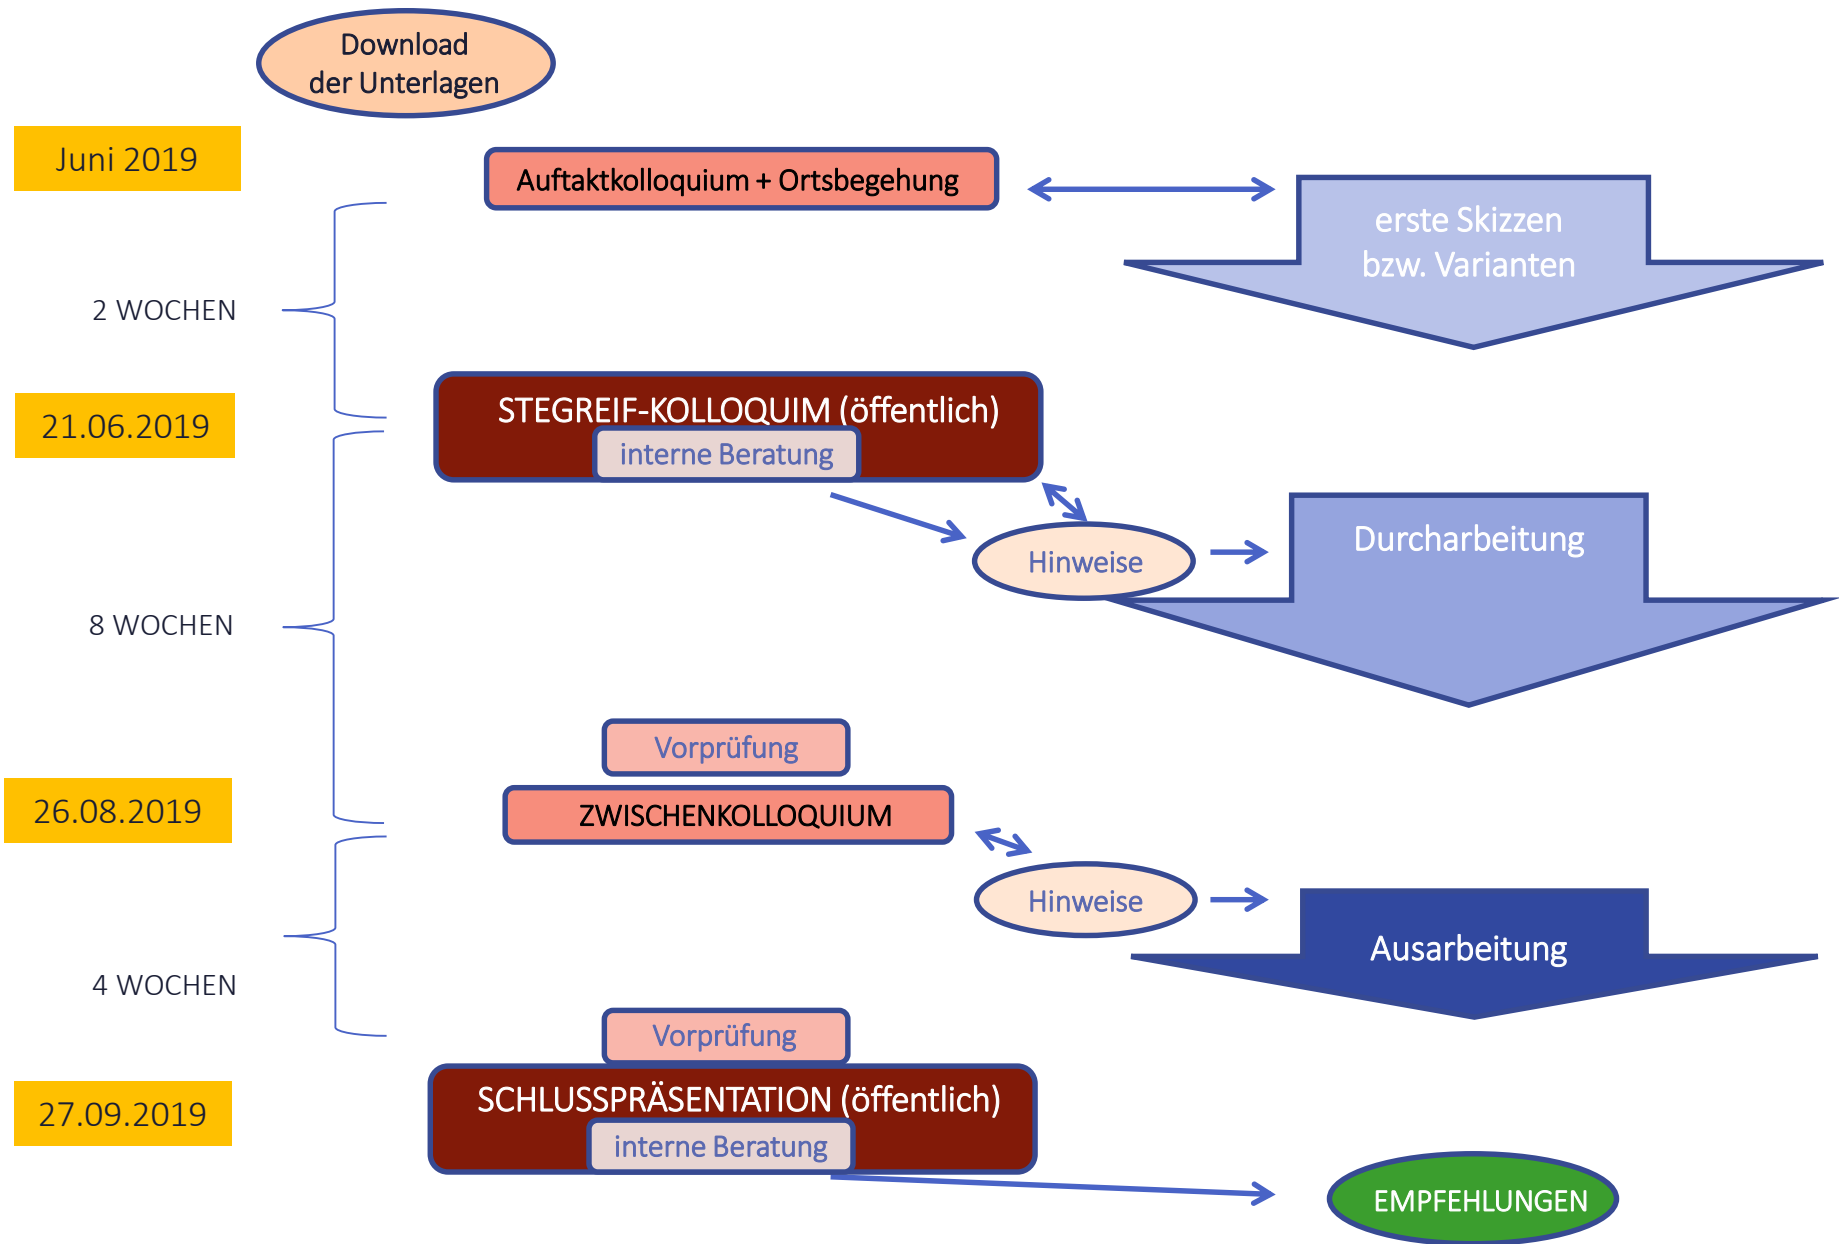 Download
der Unterlagen
Juni 2019
Auftaktkolloquium + Ortsbegehung
erste Skizzen
bzw. Varianten
2 WOCHEN
21.06.2019
STEGREIF-KOLLOQUIM (öffentlich)
interne Beratung
Hinweise
Durcharbeitung
8 WOCHEN
Vorprüfung
26.08.2019
ZWISCHENKOLLOQUIUM
Hinweise
Ausarbeitung
4 WOCHEN
Vorprüfung
27.09.2019
SCHLUSSPRÄSENTATION (öffentlich)
interne Beratung
EMPFEHLUNGEN